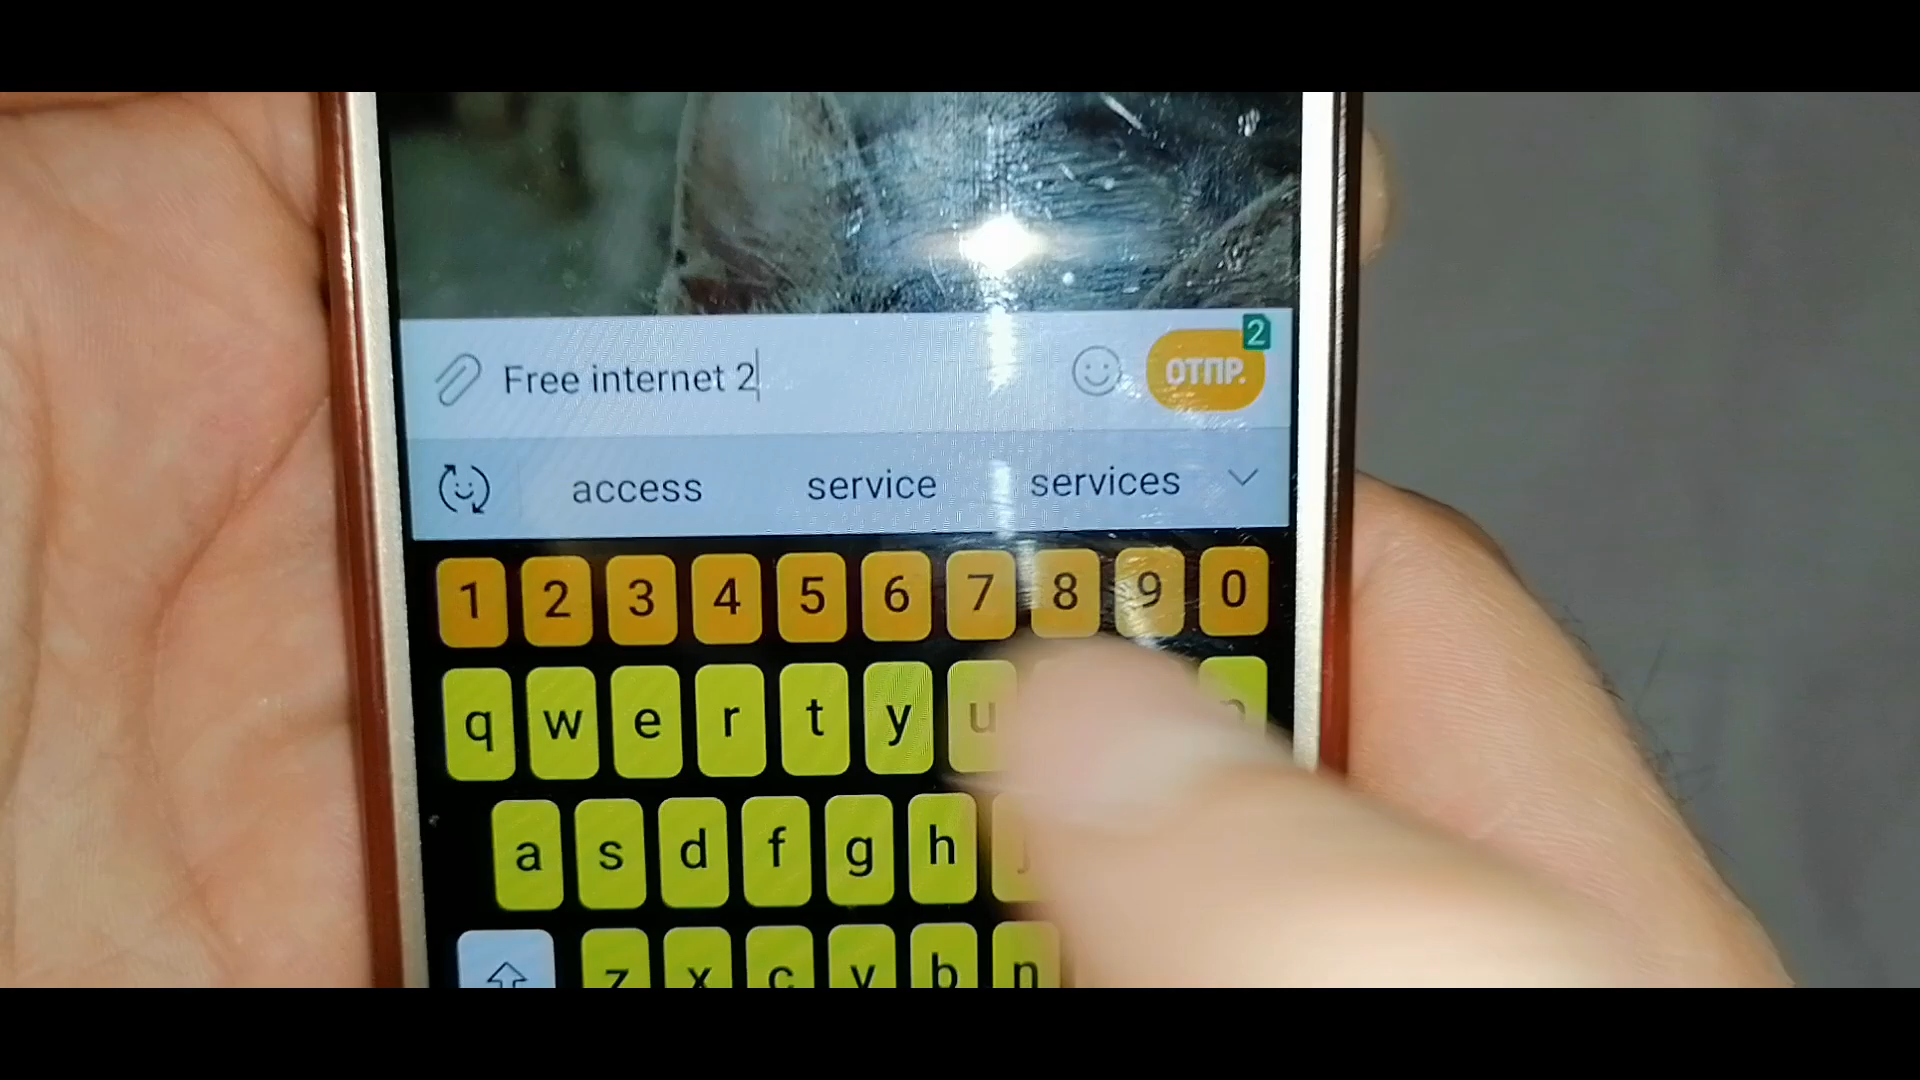 Free internet 2
2
ОТПР.
access service services
1 2 3 4 5 6 7 8 9 0
q w e r t y u p
a s d f g h j
z x c v b n